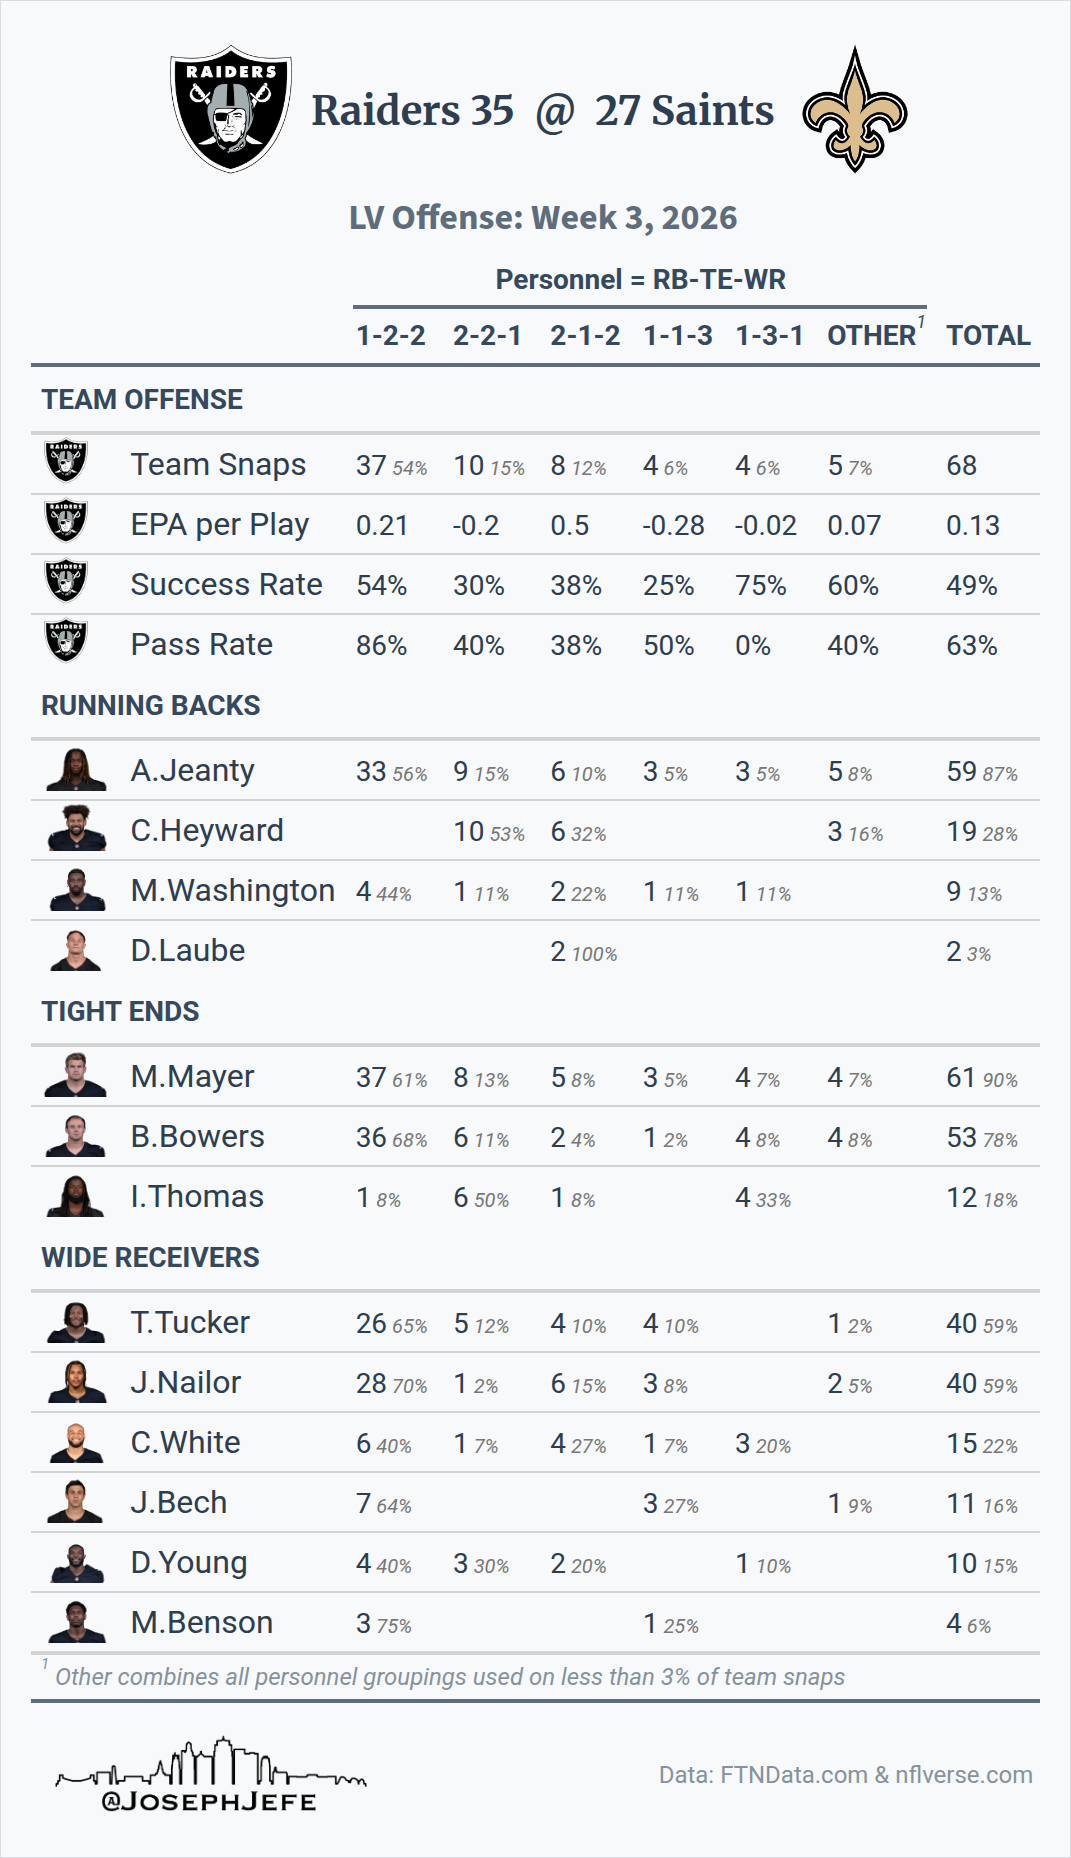 RAIDERS
Raiders 35 @ 27 Saints
LV Offense: Week 3, 2026
Personnel = RB-TE-WR
1-2-2 2-2-1 2-1-2 1-1-3 1-3-1 OTHER1 TOTAL
TEAM OFFENSE
Team Snaps 37 54% 10 15% 8 12% 4 6% 4 6% 5 7% 68
EPA per Play 0.21 -0.2 0.5 -0.28 -0.02 0.07 0.13
Success Rate 54% 30% 38% 25% 75% 60% 49%
Pass Rate 86% 40% 38% 50% 0% 40% 63%
RUNNING BACKS
A.Jeanty 33 56% 9 15% 6 10% 3 5% 3 5% 5 8% 59 87%
C.Heyward 10 53% 6 32% 3 16% 19 28%
M.Washington 4 44% 1 11% 2 22% 1 11% 1 11% 9 13%
D.Laube 2 100% 2 3%
TIGHT ENDS
M.Mayer 37 61% 8 13% 5 8% 3 5% 4 7% 4 7% 61 90%
B.Bowers 36 68% 6 11% 2 4% 1 2% 4 8% 4 8% 53 78%
I.Thomas 1 8% 6 50% 1 8% 4 33% 12 18%
WIDE RECEIVERS
T.Tucker 26 65% 5 12% 4 10% 4 10% 1 2% 40 59%
J.Nailor 28 70% 1 2% 6 15% 3 8% 2 5% 40 59%
C.White 6 40% 1 7% 4 27% 1 7% 3 20% 15 22%
J.Bech 7 64% 3 27% 1 9% 11 16%
D.Young 4 40% 3 30% 2 20% 1 10% 10 15%
M.Benson 3 75% 1 25% 4 6%
1 Other combines all personnel groupings used on less than 3% of team snaps
@JosephJefe
Data: FTNData.com & nflverse.com